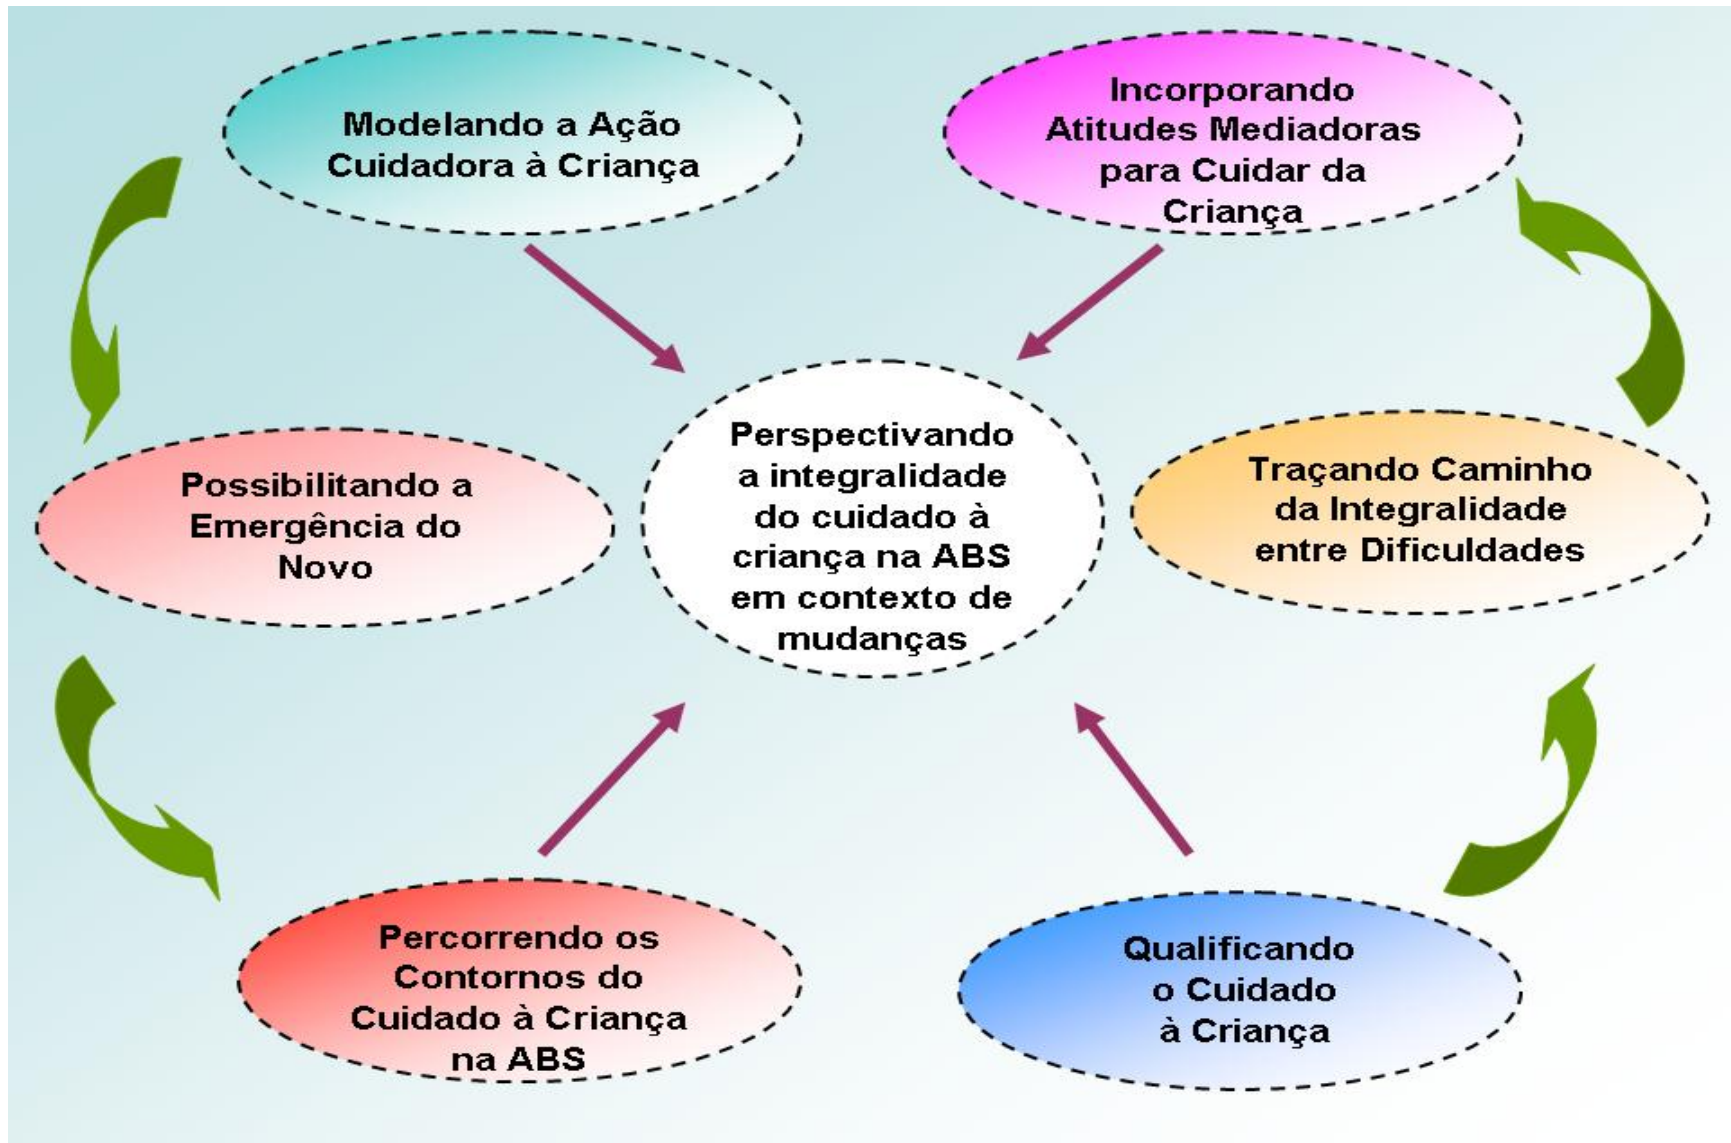 Modelando a Ação
Cuidadora à Criança
Incorporando
Atitudes Mediadoras
para Cuidar da
Criança
Possibilitando a
Emergência do
Novo
Perspectivando
a integralidade
do cuidado à
criança na ABS
em contexto de
mudanças
Traçando Caminho
da Integralidade
entre Dificuldades
Percorrendo os
Contornos do
Cuidado à Criança
na ABS
Qualificando
o Cuidado
à Criança